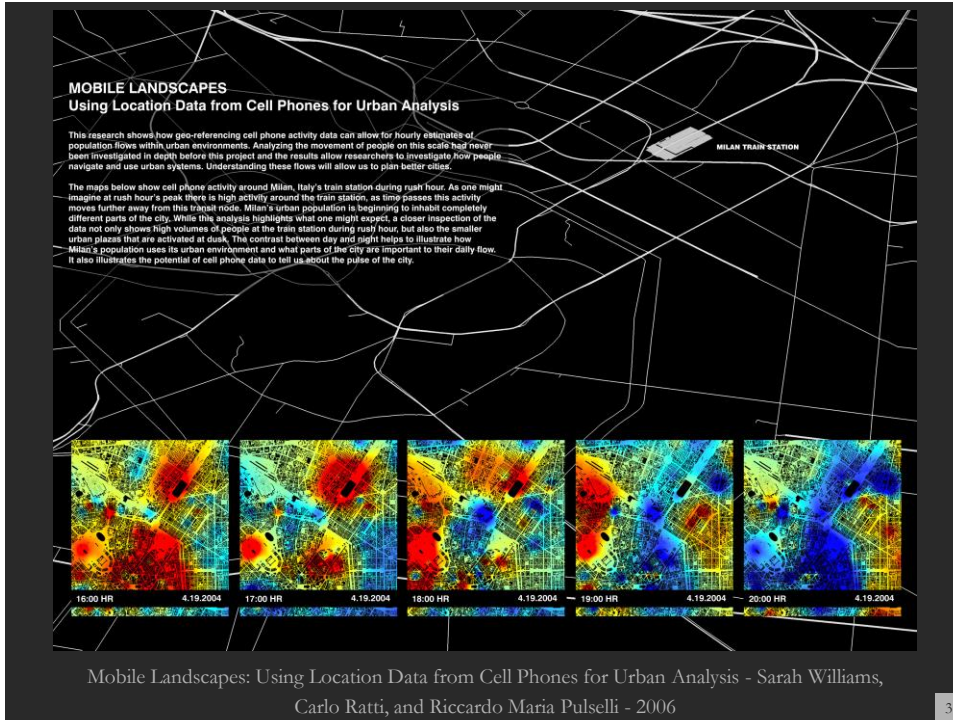 MOBILE LANDSCAPES
Using Location Data from Cell Phones for Urban Analysis
This research shows how geo-referencing cell phone activity data can allow for hourly estimates of
population flows within urban environments. Analyzing the movement of people on this scale had never
been investigated in depth before this project and the results allow researchers to investigate how people
navigate and use urban systems. Understanding these flows will allow us to plan better cities.
The maps below show cell phone activity around Milan, Italy's train station during rush hour. As one might
imagine at rush hour's peak there is high activity around the train station, as time passes this activity
moves further away from this transit node. Milan's urban population is beginning to inhabit completely
different parts of the city. While this analysis highlights what one might expect, a closer inspection of the
data not only shows high volumes of people at the train station during rush hour, but also the smaller
urban plazas that are activated at dusk. The contrast between day and night helps to illustrate how
Milan's population uses its urban environment and what parts of the city are important to their daily flow.
It also illustrates the potential of cell phone data to tell us about the pulse of the city.
MILAN TRAIN STATION
16:00 HR 4.19.2004
17:00 HR 4.19.2004
18:00 HR 4.19.2004
19:00 HR 4.19.2004
20:00 HR 4.19.2004
Mobile Landscapes: Using Location Data from Cell Phones for Urban Analysis - Sarah Williams,
Carlo Ratti, and Riccardo Maria Pulselli - 2006
3